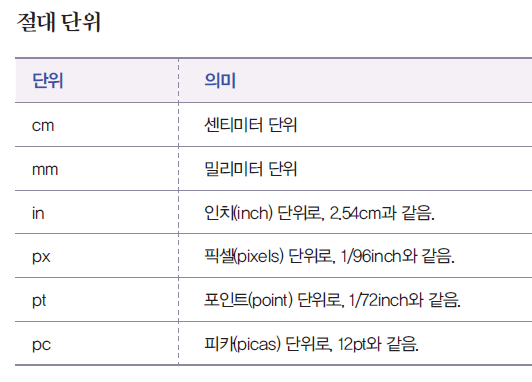 절대 단위
단위 의미
cm 센티미터 단위
mm 밀리미터 단위
in 인치(inch) 단위로, 2.54cm과 같음.
px 픽셀(pixels) 단위로, 1/96inch와 같음.
pt 포인트(point) 단위로, 1/72inch와 같음.
pc 피카(picas) 단위로, 12pt와 같음.